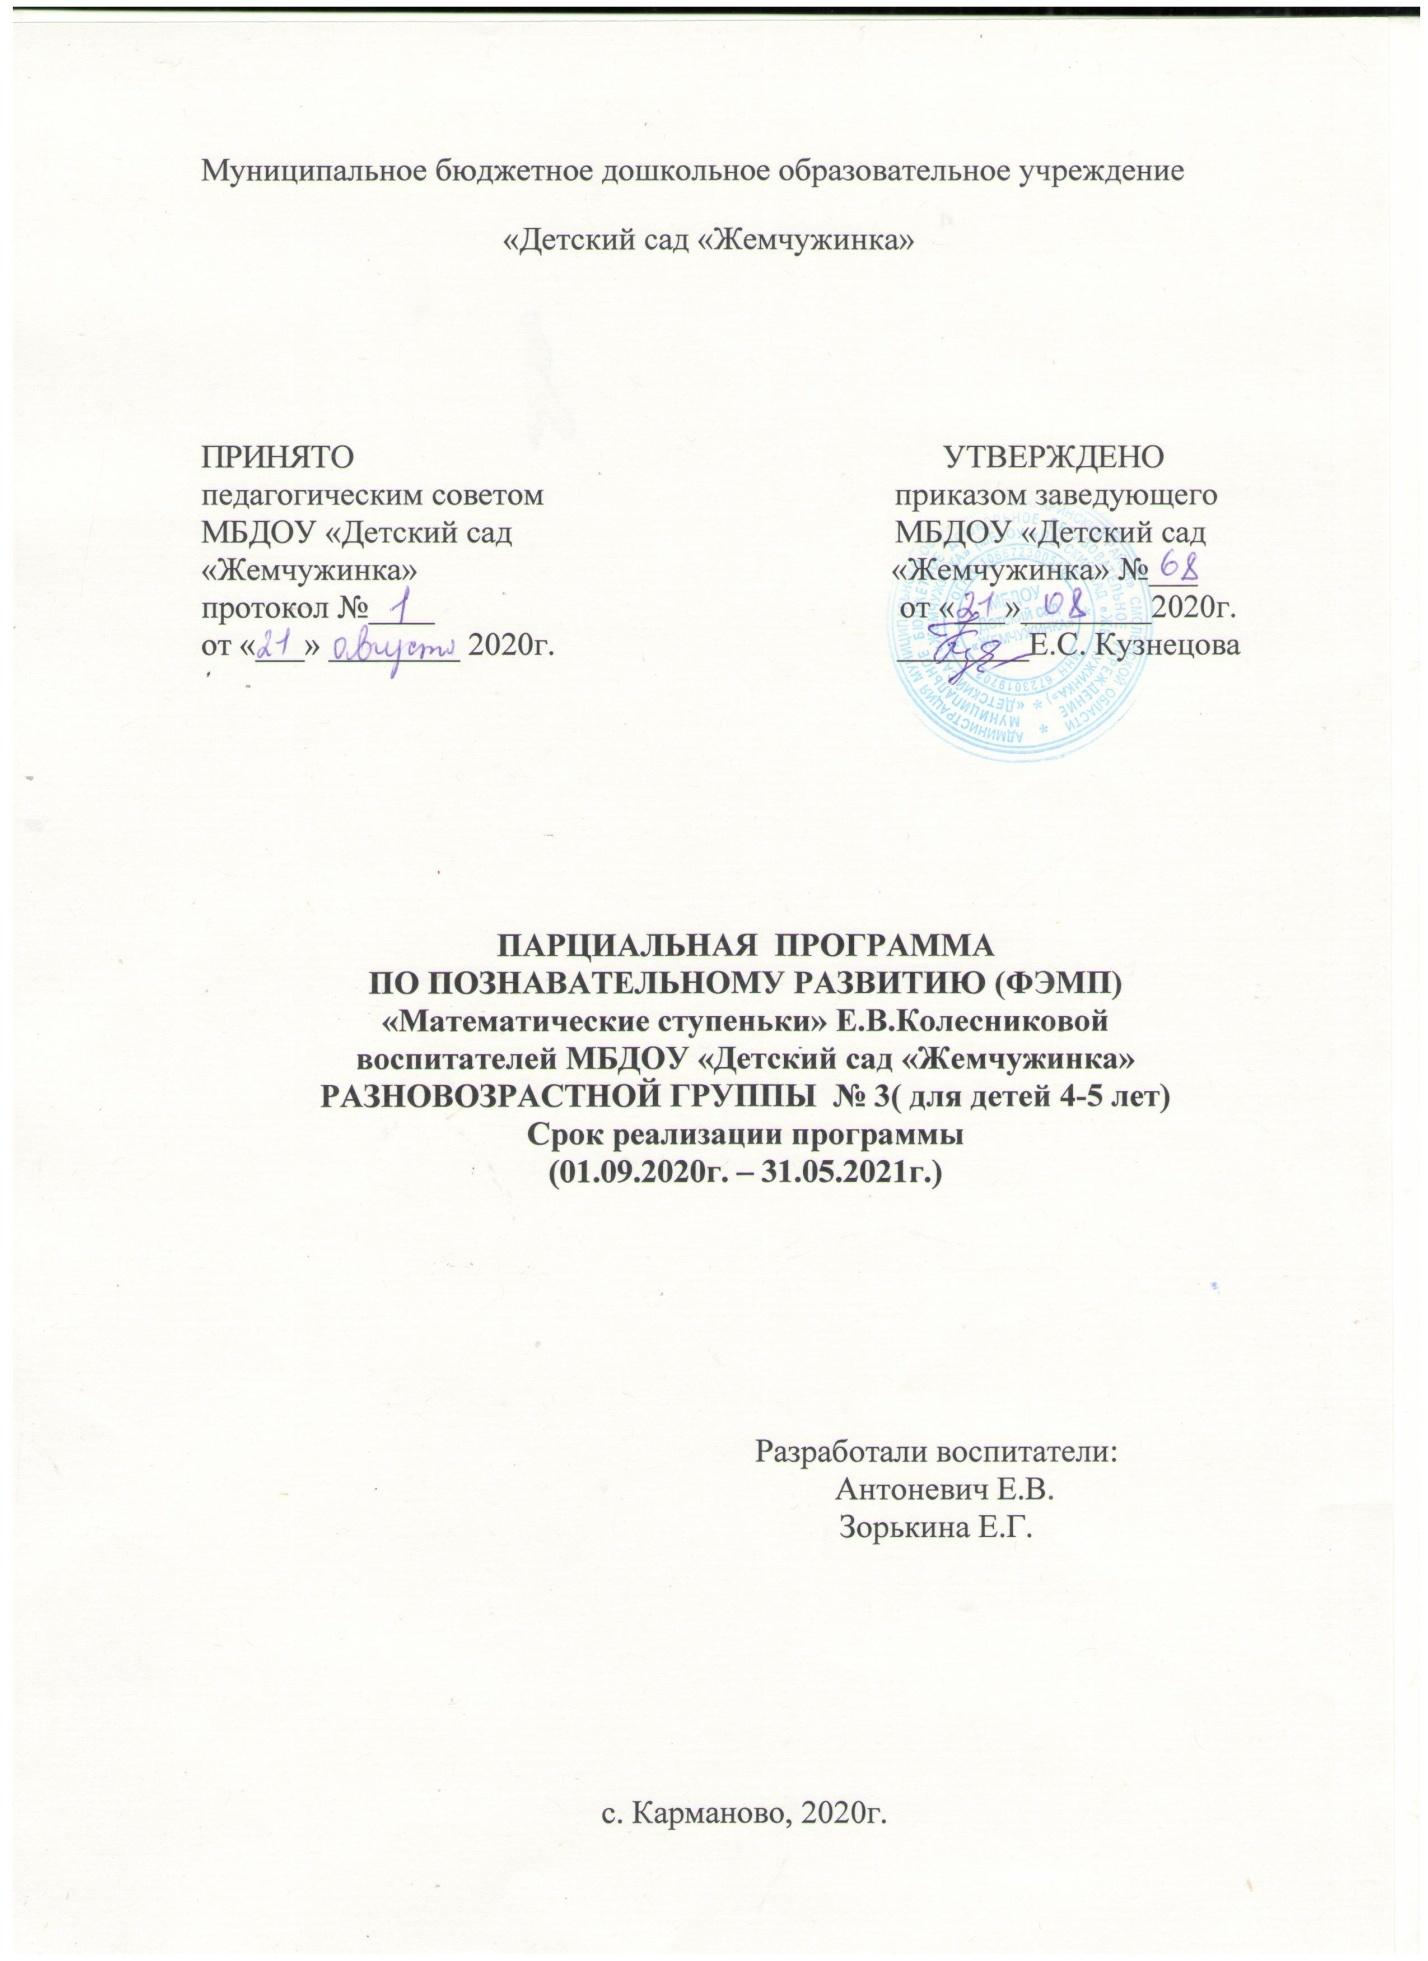 Муниципальное бюджетное дошкольное образовательное учреждение
«Детский сад «Жемчужинка»
ПРИНЯТО
педагогическим советом
МБДОУ «Детский сад
«Жемчужинка»
протокол № 1
от «21» августа 2020г.
УТВЕРЖДЕНО
приказом заведующего
МБДОУ «Детский сад
«Жемчужинка» № 68
от «21» 08 2020г.
Е.С. Кузнецова
ПАРЦИАЛЬНАЯ ПРОГРАММА
ПО ПОЗНАВАТЕЛЬНОМУ РАЗВИТИЮ (ФЭМП)
«Математические ступеньки» Е.В.Колесниковой
воспитателей МБДОУ «Детский сад «Жемчужинка»
РАЗНОВОЗРАСТНОЙ ГРУППЫ № 3( для детей 4-5 лет)
Срок реализации программы
(01.09.2020г. – 31.05.2021г.)
Разработали воспитатели:
Антоневич Е.В.
Зорькина Е.Г.
с. Карманово, 2020г.